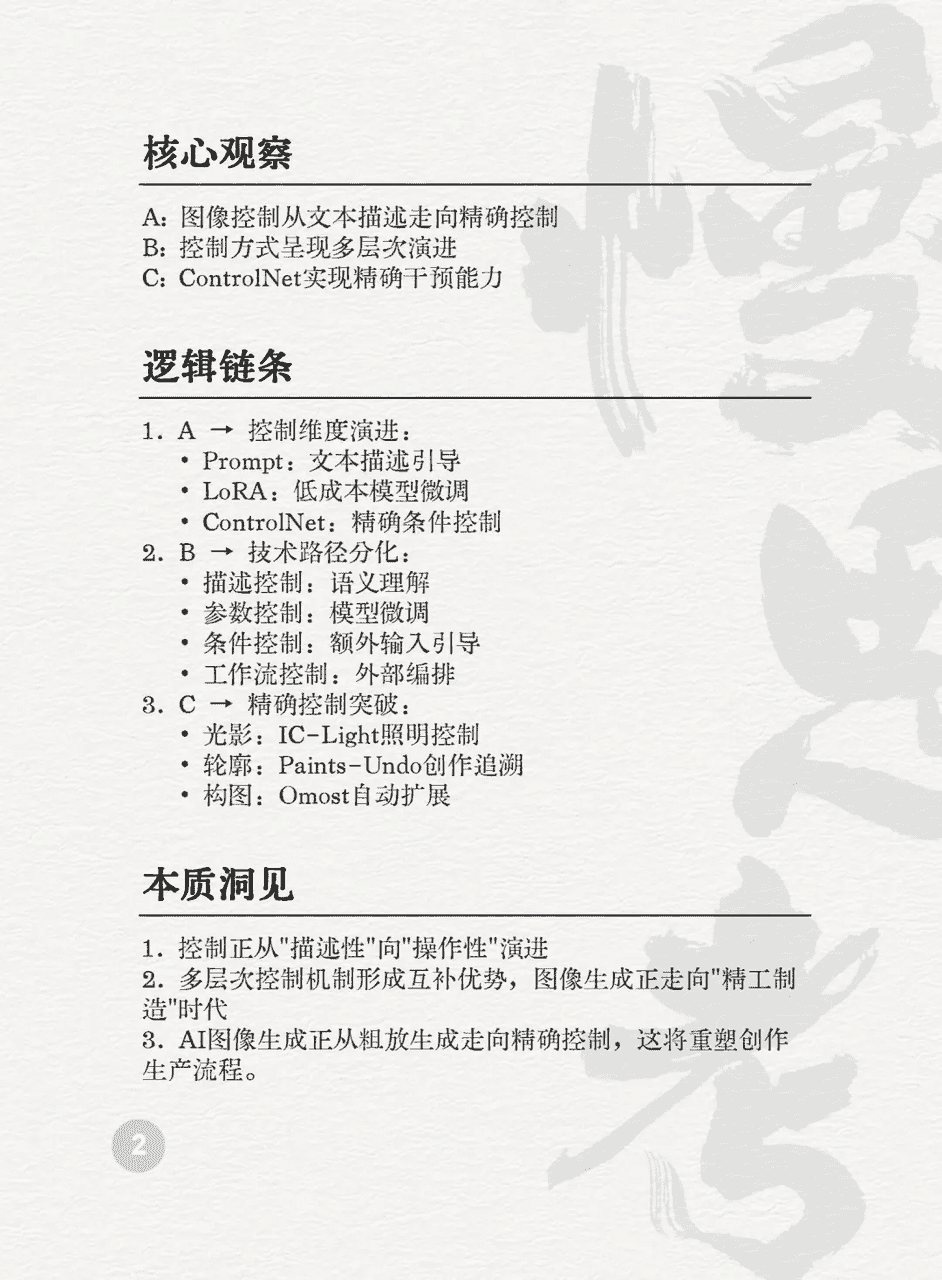 核心观察
A: 图像控制从文本描述走向精确控制
B: 控制方式呈现多层次演进
C: ControlNet实现精确干预能力
逻辑链条
1. A → 控制维度演进:
• Prompt: 文本描述引导
• LoRA: 低成本模型微调
• ControlNet: 精确条件控制
2. B → 技术路径分化:
• 描述控制: 语义理解
• 参数控制: 模型微调
• 条件控制: 额外输入引导
• 工作流控制: 外部编排
3. C → 精确控制突破:
• 光影: IC-Light照明控制
• 轮廓: Paints-Undo创作追溯
• 构图: Omost自动扩展
本质洞见
1. 控制正从"描述性"向"操作性"演进
2. 多层次控制机制形成互补优势，图像生成正走向"精工制
造"时代
3. AI图像生成正从粗放生成走向精确控制，这将重塑创作
生产流程。
2
慢思考